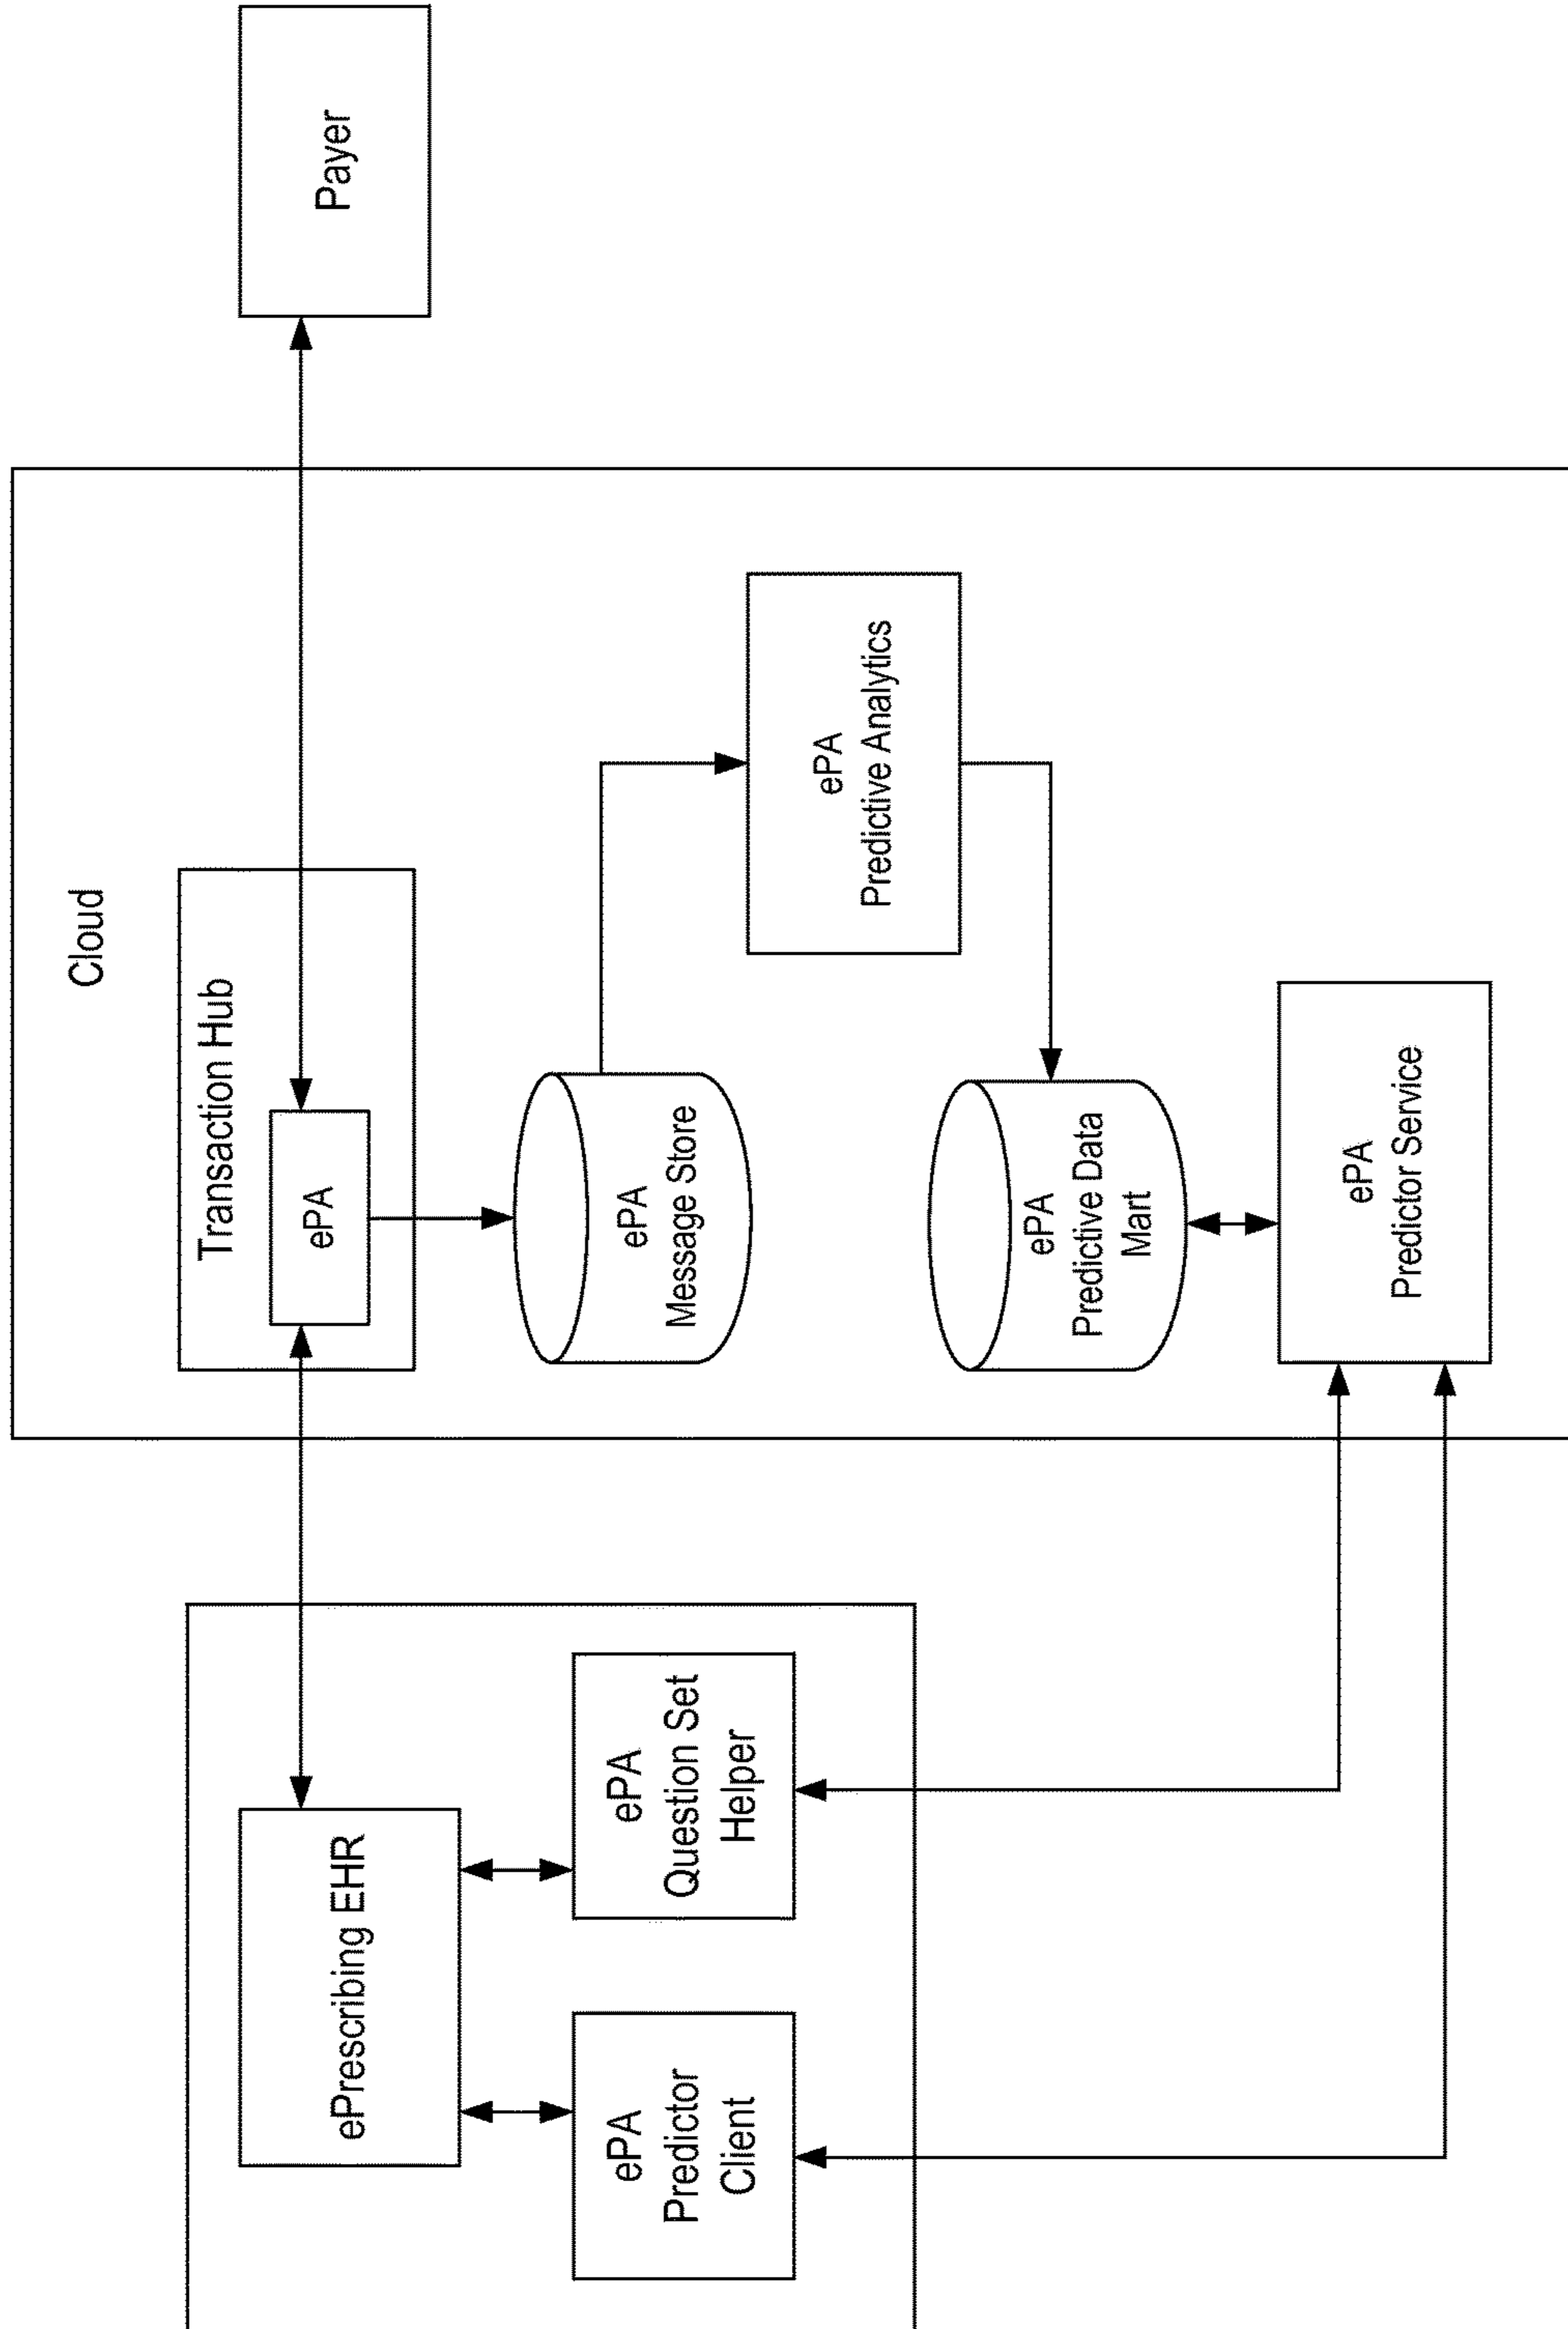 Payer
Cloud
Transaction Hub
ePA
ePA
Message Store
ePA
Predictive Analytics
ePA
Predictive Data
Mart
ePA
Predictor Service
ePrescribing EHR
ePA
Question Set
Helper
ePA
Predictor
Client